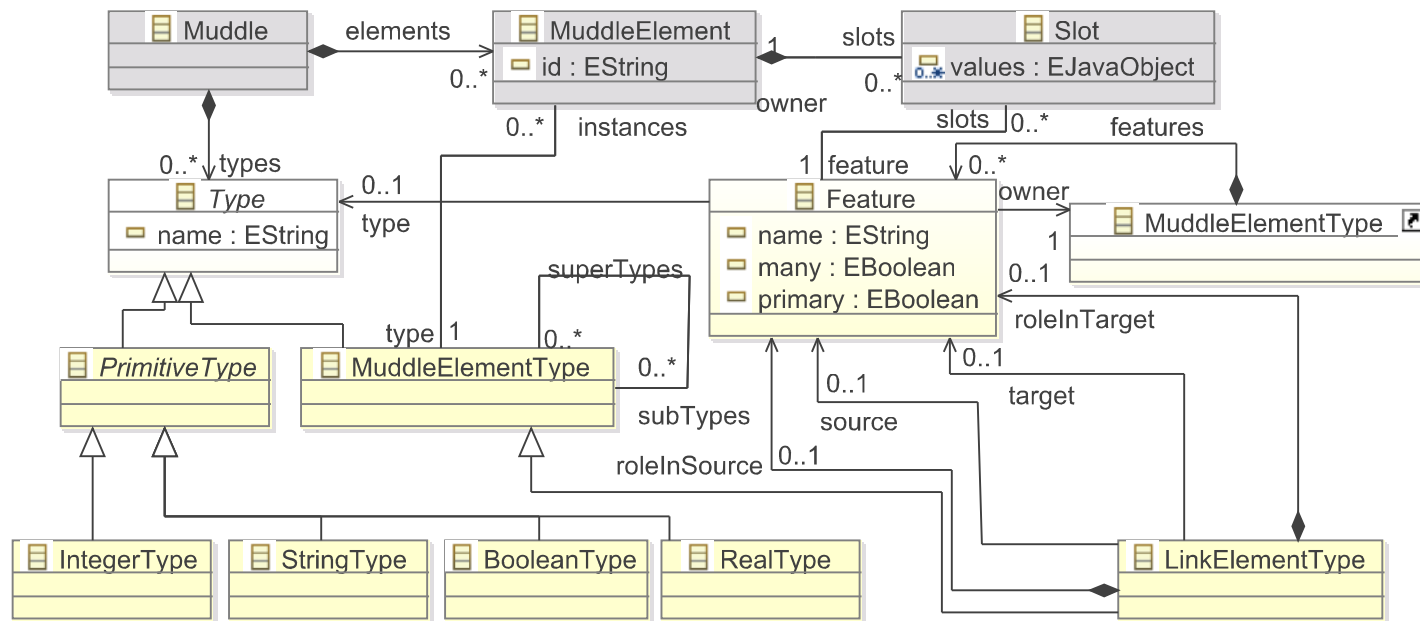 Muddle
elements
0..*
MuddleElement
id : EString
1
slots
0..*
owner
Slot
values : EJavaObject
0..*
types
0..*
instances
slots
0..*
features
1
feature
0..*
Type
name : EString
0..1
type
Feature
name : EString
many : EBoolean
primary : EBoolean
owner
1
MuddleElementType
superTypes
0..*
type
1
0..*
subTypes
0..1
roleInTarget
PrimitiveType
MuddleElementType
0..1
source
0..1
target
roleInSource
0..1
IntegerType
StringType
BooleanType
RealType
LinkElementType